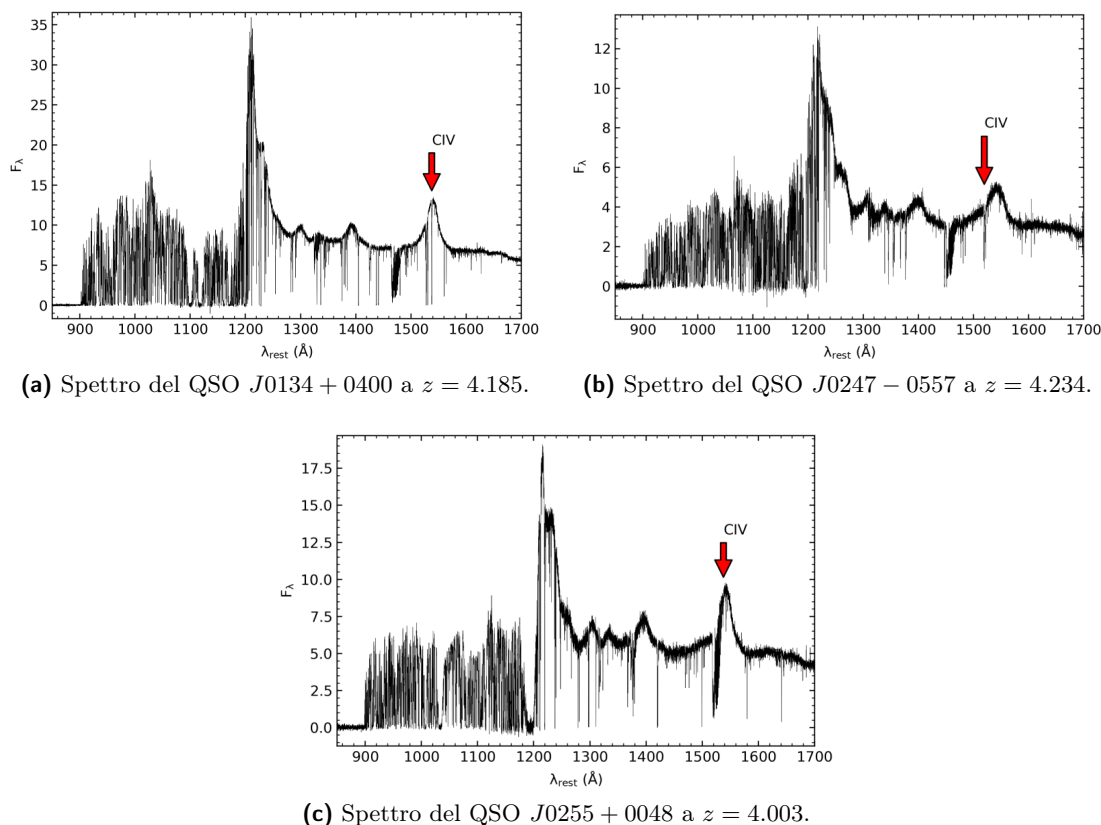 35
30
25
20
15
10
5
0
F_λ
CIV
900 1000 1100 1200 1300 1400 1500 1600 1700
λ_rest (Å)
(a) Spettro del QSO J0134 + 0400 a z = 4.185.
12
10
8
6
4
2
0
F_λ
CIV
900 1000 1100 1200 1300 1400 1500 1600 1700
λ_rest (Å)
(b) Spettro del QSO J0247 − 0557 a z = 4.234.
17.5
15.0
12.5
10.0
7.5
5.0
2.5
0.0
F_λ
CIV
900 1000 1100 1200 1300 1400 1500 1600 1700
λ_rest (Å)
(c) Spettro del QSO J0255 + 0048 a z = 4.003.